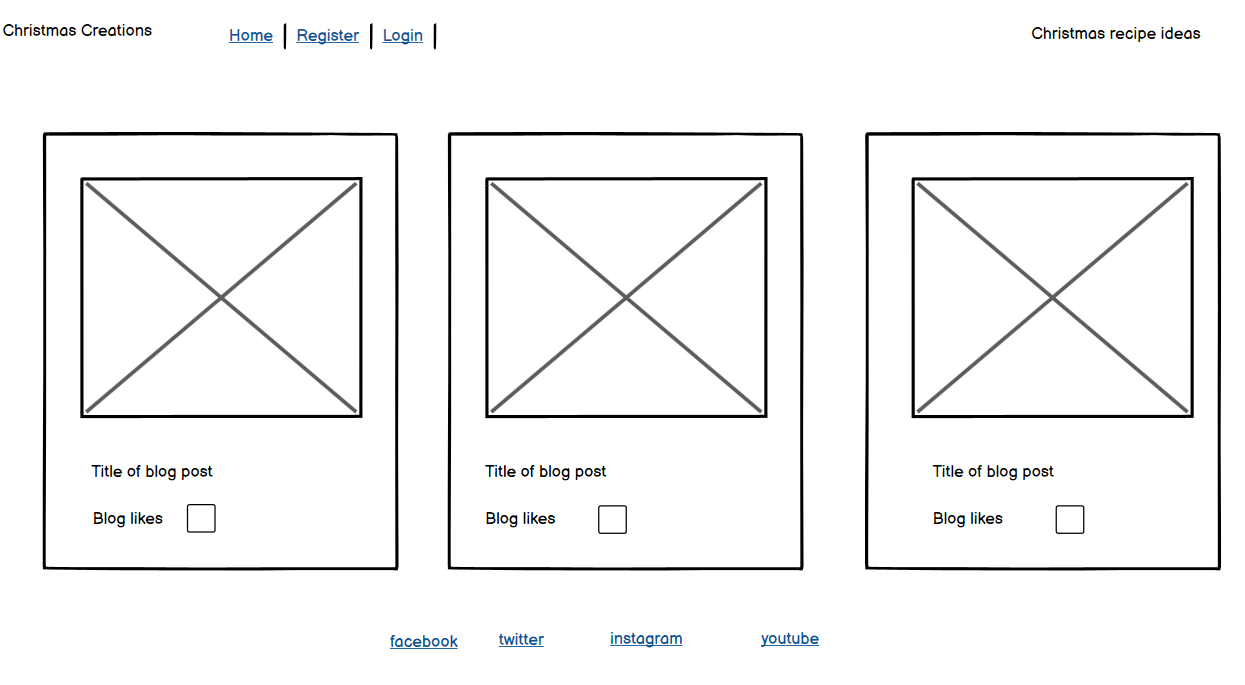 Christmas Creations
Home
Register
Login
Christmas recipe ideas
Title of blog post
Blog likes
Title of blog post
Blog likes
Title of blog post
Blog likes
facebook
twitter
instagram
youtube